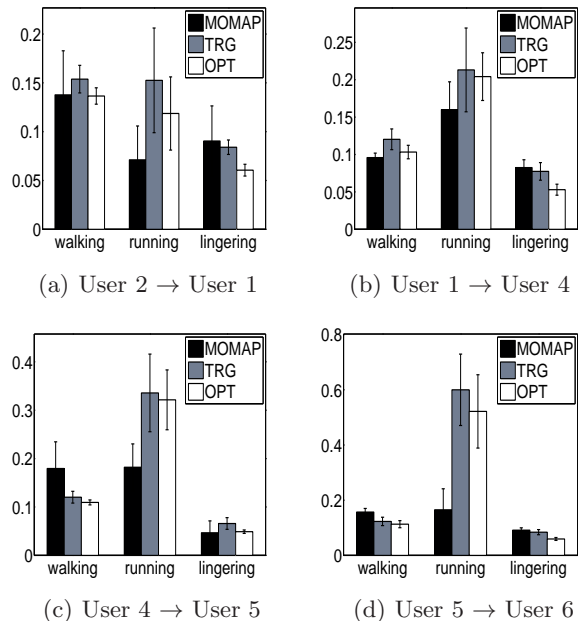 MOMAP
TRG
OPT
0.2
0.15
0.1
0.05
0
walking running lingering
(a) User 2 → User 1
MOMAP
TRG
OPT
0.25
0.2
0.15
0.1
0.05
0
walking running lingering
(b) User 1 → User 4
MOMAP
TRG
OPT
0.4
0.3
0.2
0.1
0
walking running lingering
(c) User 4 → User 5
MOMAP
TRG
OPT
0.8
0.6
0.4
0.2
0
walking running lingering
(d) User 5 → User 6